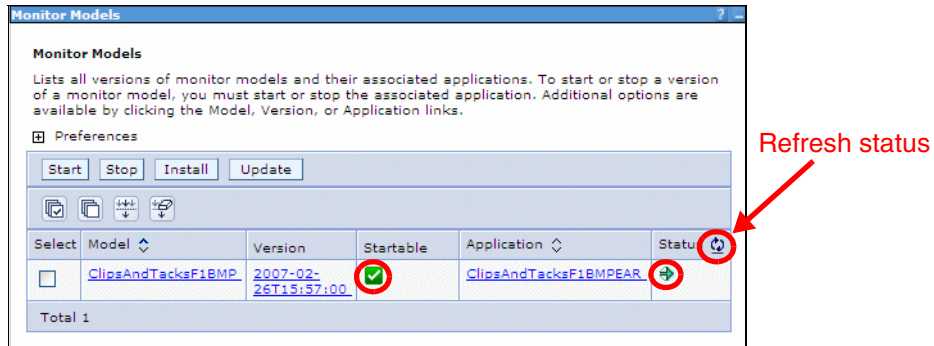 Monitor Models ? _
Monitor Models
Lists all versions of monitor models and their associated applications. To start or stop a version
of a monitor model, you must start or stop the associated application. Additional options are
available by clicking the Model, Version, or Application links.
Preferences
Refresh status
Start Stop Install Update
Select Model Version Startable Application Status
ClipsAndTacksF1BMP 2007-02-
26T15:57:00 ClipsAndTacksF1BMPEAR
Total 1